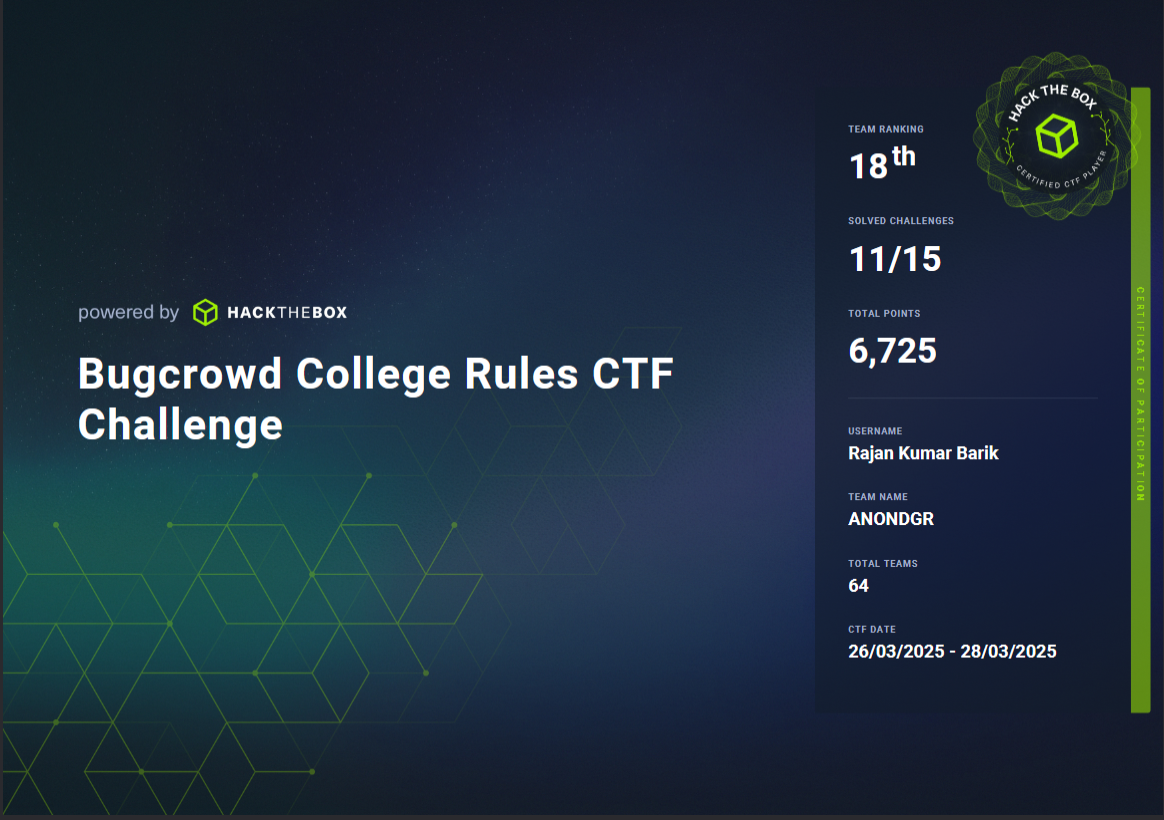 powered by HACKTHEBOX
Bugcrowd College Rules CTF
Challenge
HACK THE BOX
CERTIFIED CTF PLAYER
TEAM RANKING
18th
SOLVED CHALLENGES
11/15
TOTAL POINTS
6,725
USERNAME
Rajan Kumar Barik
TEAM NAME
ANONDGR
TOTAL TEAMS
64
CTF DATE
26/03/2025 - 28/03/2025
CERTIFICATE OF PARTICIPATION